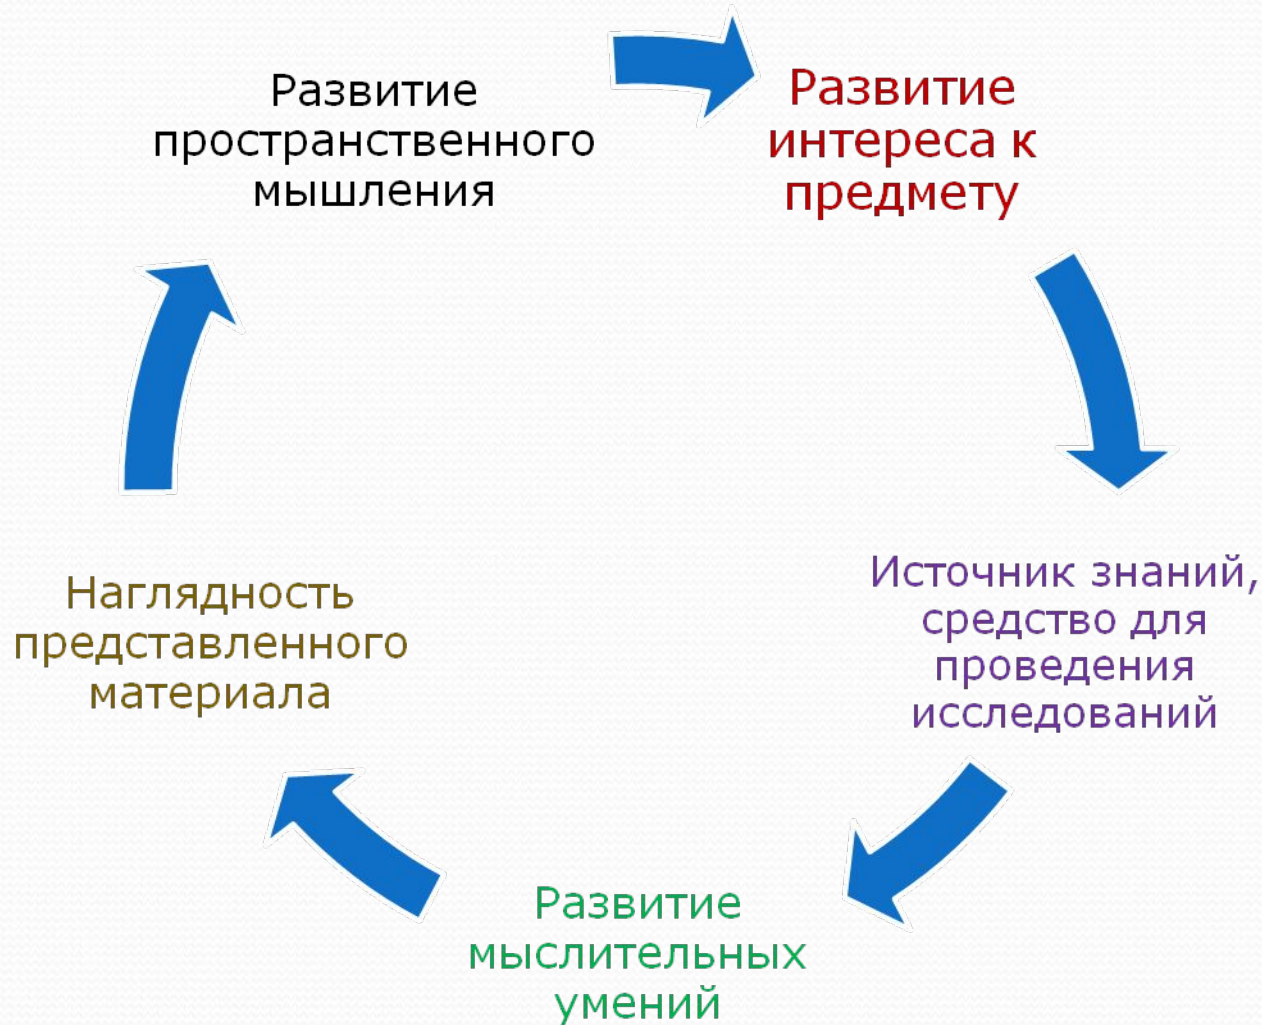 Развитие
пространственного
мышления
Развитие
интереса к
предмету
Источник знаний,
средство для
проведения
исследований
Развитие
мыслительных
умений
Наглядность
представленного
материала